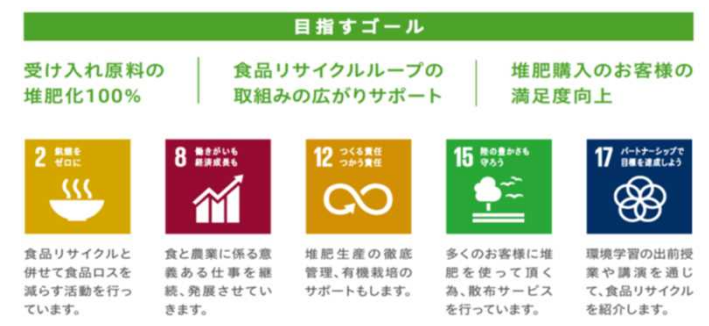 目指すゴール
受け入れ原料の
堆肥化100%
食品リサイクルループの
取組みの広がりサポート
堆肥購入のお客様の
満足度向上
2 飢餓を
ゼロに
8 働きがいも
経済成長も
12 つくる責任
つかう責任
15 陸の豊かさも
守ろう
17 パートナーシップで
目標を達成しよう
食品リサイクルと
併せて食品ロスを
減らす活動を行っ
ています。
食と農業に係る意
義ある仕事を継
続、発展させてい
きます。
堆肥生産の徹底
管理、有機栽培の
サポートもします。
多くのお客様に堆
肥を使って頂く
為、散布サービス
を行っています。
環境学習の出前授
業や講演を通じ
て、食品リサイクル
を紹介します。